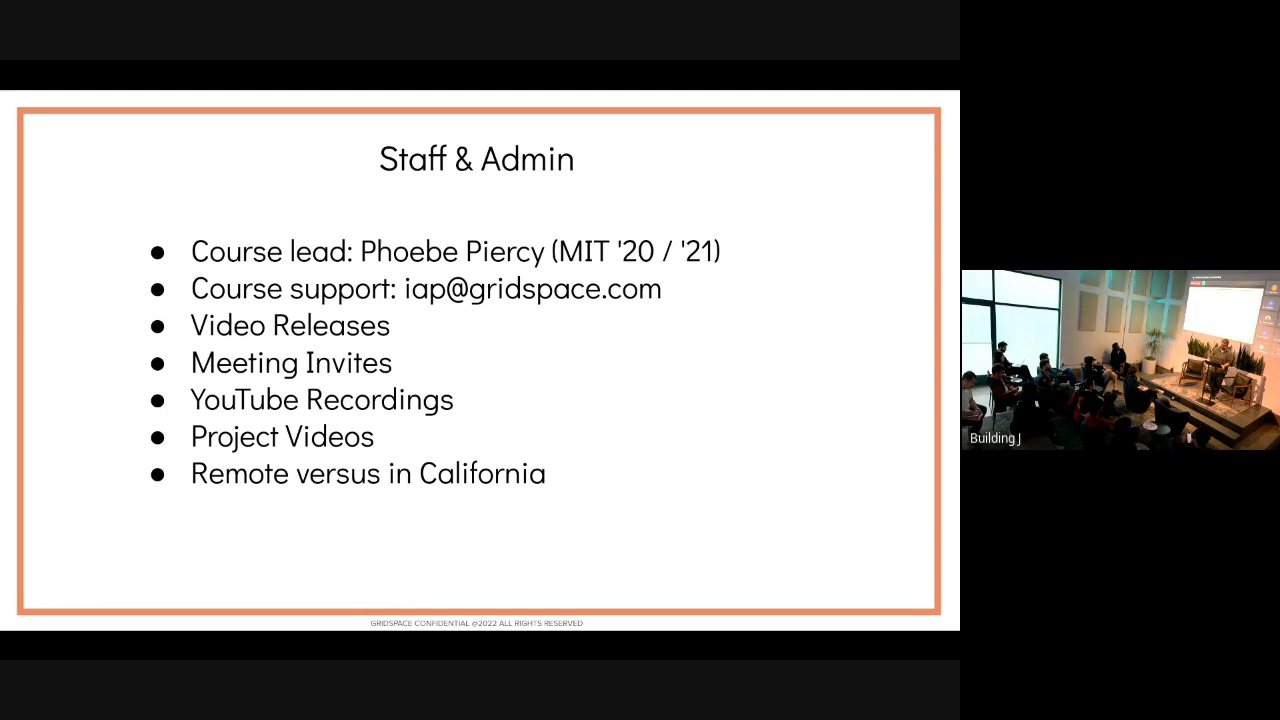 Staff & Admin
● Course lead: Phoebe Piercy (MIT '20 / '21)
● Course support: iap@gridspace.com
● Video Releases
● Meeting Invites
● YouTube Recordings
● Project Videos
● Remote versus in California
GRIDSPACE CONFIDENTIAL @2022 ALL RIGHTS RESERVED
Building J